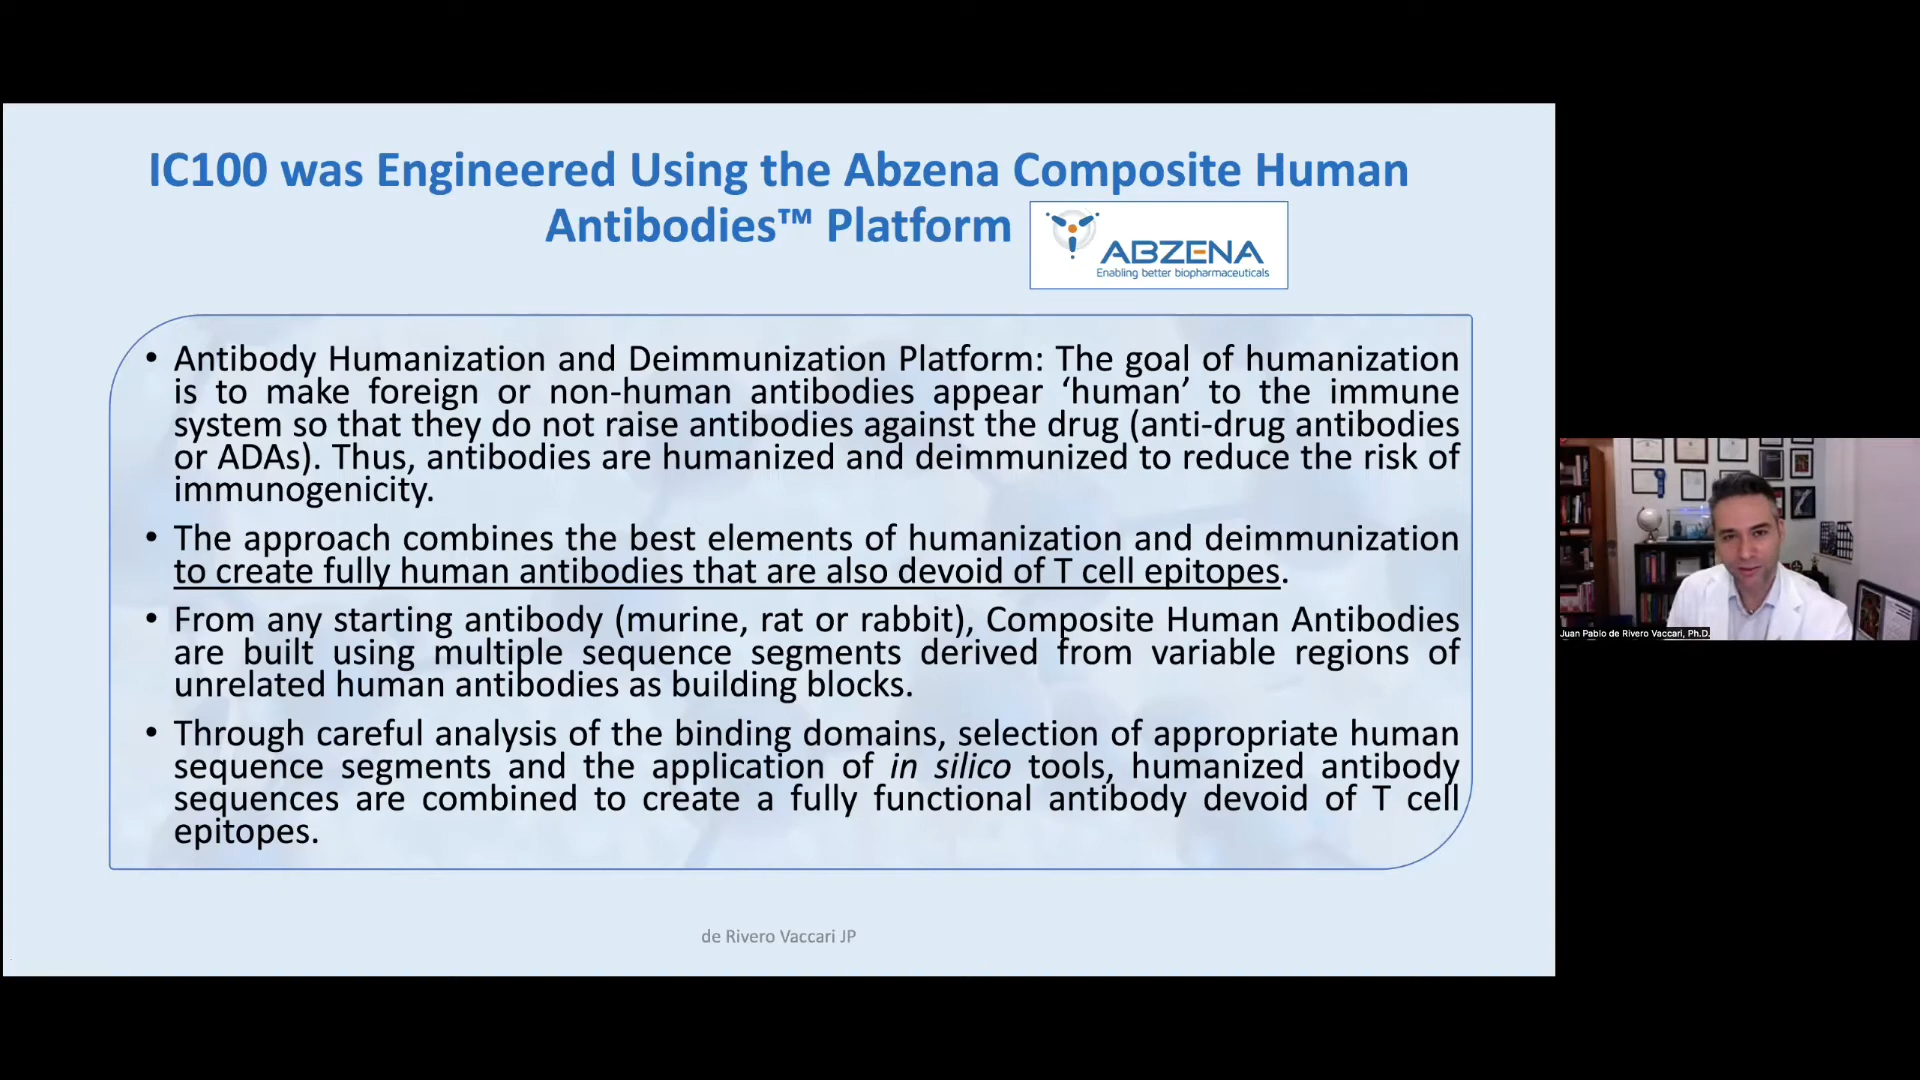 IC100 was Engineered Using the Abzena Composite Human
Antibodies™ Platform
ABZENA
Enabling better biopharmaceuticals
• Antibody Humanization and Deimmunization Platform: The goal of humanization
is to make foreign or non-human antibodies appear ‘human’ to the immune
system so that they do not raise antibodies against the drug (anti-drug antibodies
or ADAs). Thus, antibodies are humanized and deimmunized to reduce the risk of
immunogenicity.
• The approach combines the best elements of humanization and deimmunization
to create fully human antibodies that are also devoid of T cell epitopes.
• From any starting antibody (murine, rat or rabbit), Composite Human Antibodies
are built using multiple sequence segments derived from variable regions of
unrelated human antibodies as building blocks.
• Through careful analysis of the binding domains, selection of appropriate human
sequence segments and the application of in silico tools, humanized antibody
sequences are combined to create a fully functional antibody devoid of T cell
epitopes.
de Rivero Vaccari JP
Juan Pablo de Rivero Vaccari, Ph.D.